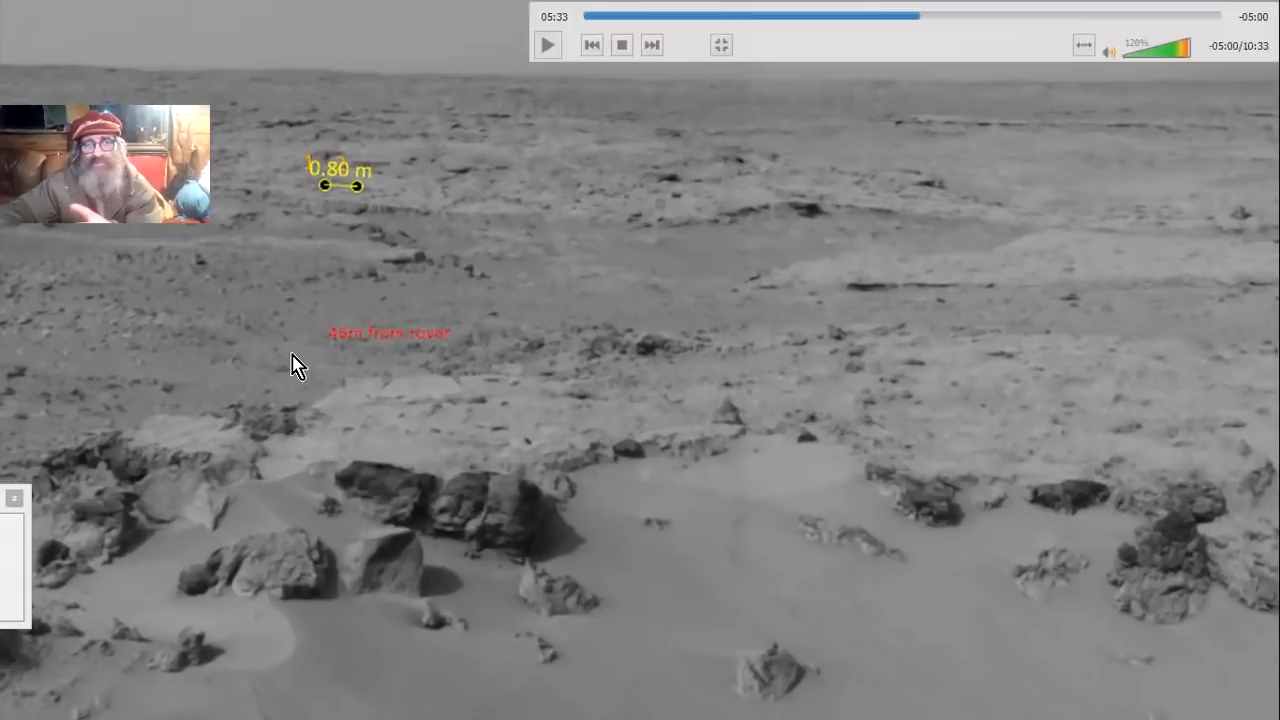 05:33
-05:00
120%
-05:00/10:33
0.80 m
46m from rover
x